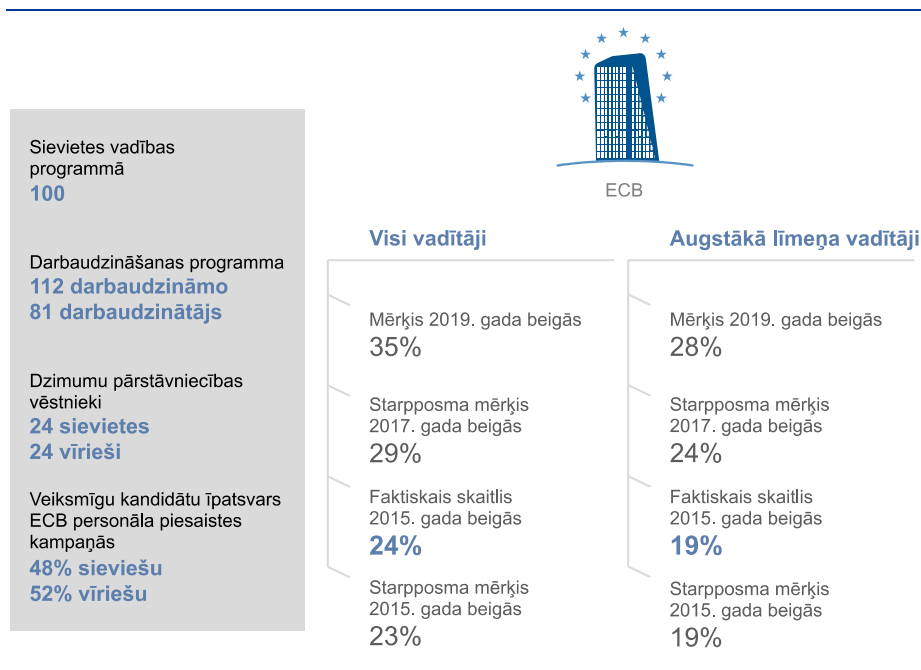 Sievietes vadības
programmā
100
Darbaudzināšanas programma
112 darbaudzināmo
81 darbaudzinātājs
Dzimumu pārstāvniecības
vēstnieki
24 sievietes
24 vīrieši
Veiksmīgu kandidātu īpatsvars
ECB personāla piesaistes
kampaņās
48% sieviešu
52% vīriešu
ECB
Visi vadītāji
Mērķis 2019. gada beigās
35%
Starpposma mērķis
2017. gada beigās
29%
Faktiskais skaitlis
2015. gada beigās
24%
Starpposma mērķis
2015. gada beigās
23%
Augstākā līmeņa vadītāji
Mērķis 2019. gada beigās
28%
Starpposma mērķis
2017. gada beigās
24%
Faktiskais skaitlis
2015. gada beigās
19%
Starpposma mērķis
2015. gada beigās
19%